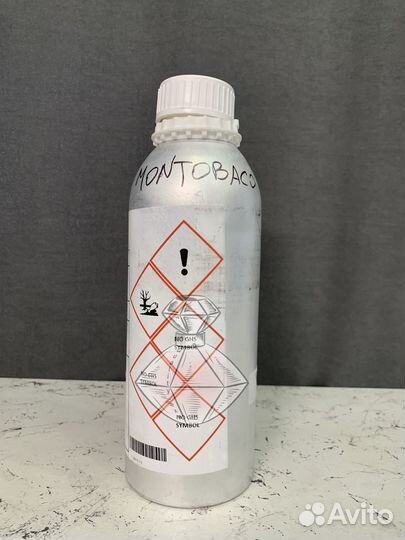 MONTOBACO
!
NO GHS
SYMBOL
NO GHS
SYMBOL
NO GHS
SYMBOL
Avito